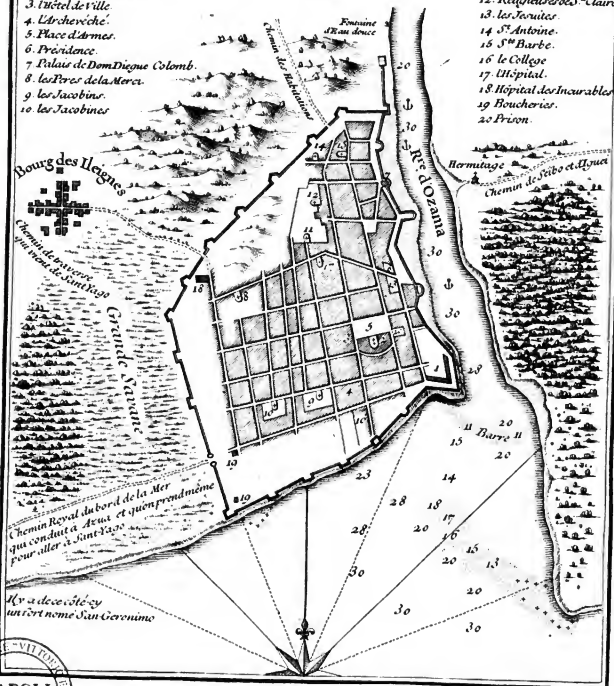 3. l'Hôtel de Ville
4. L'Archevêché.
5. Place d'Armes.
6. Présidence.
7 Palais de Dom Diegue Colomb.
8. les Peres de la Merci.
9. les Jacobins.
10. les Jacobines
13. les Jesuites.
14 St. Antoine.
15 Ste. Barbe.
16 le College
17 l'Hôpital.
18. Hôpital des Incurables
19 Boucheries.
20 Prison.
Fontaine
d'Eau douce
Bourg des Ileignes
Rre. d'Ozama
Hermitage
Chemin de Seibo et d'Iguei
Chemin de traverse
qui vient de Sant Yago
Grande Savane
Barre
Chemin Royal du bord de la Mer
qui conduit à Azua et qu'on prend même
pour aller à Sant-Yago
Il y a de ce côté-cy
un fort nomé San-Geronimo